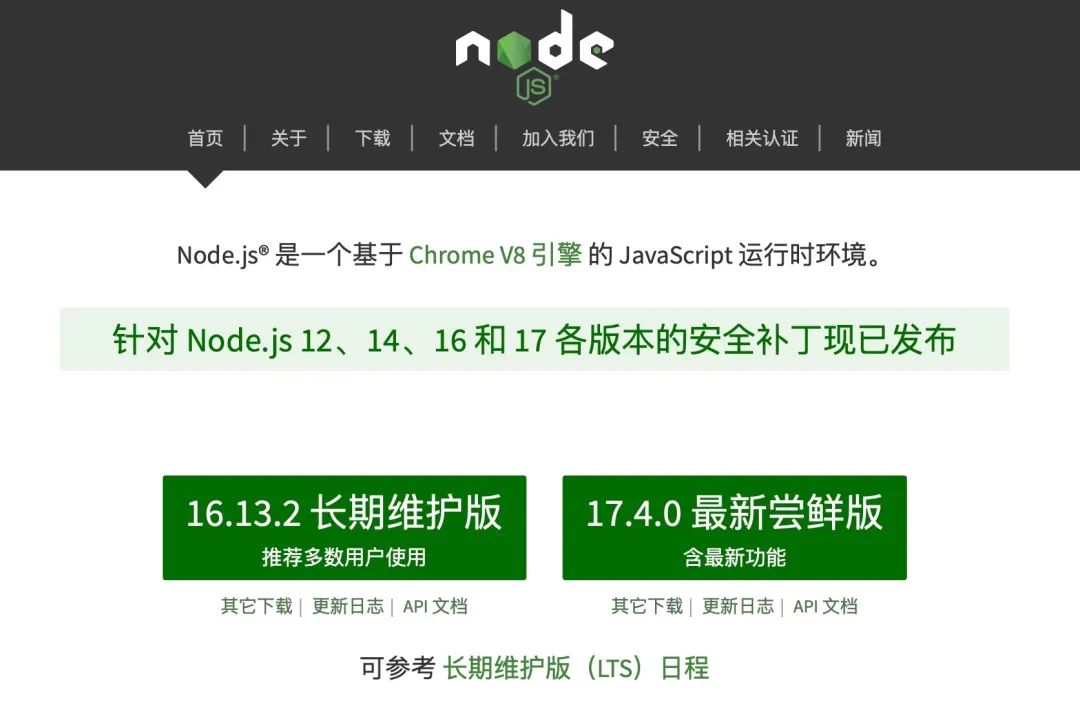 node
JS®
首页 | 关于 | 下载 | 文档 | 加入我们 | 安全 | 相关认证 | 新闻
Node.js® 是一个基于 Chrome V8 引擎 的 JavaScript 运行时环境。
针对 Node.js 12、14、16 和 17 各版本的安全补丁现已发布
16.13.2 长期维护版 17.4.0 最新尝鲜版
推荐多数用户使用 含最新功能
其它下载 | 更新日志 | API 文档 其它下载 | 更新日志 | API 文档
可参考 长期维护版（LTS）日程